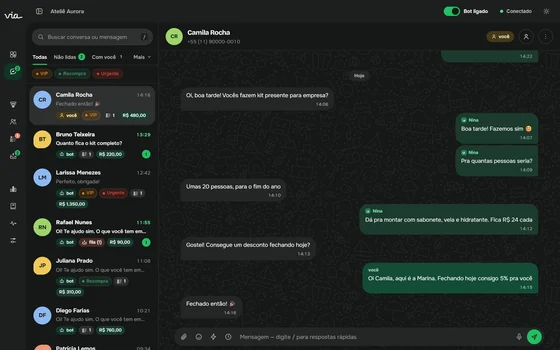 via_
Ateliê Aurora
Bot ligado
Conectado
Buscar conversa ou mensagem
/
Todas
Não lidas 2
Com você 1
Mais
VIP
Recompra
Urgente
CR
Camila Rocha
14:16
Fechado então! 🎉
você
VIP
1
R$ 480,00
BT
Bruno Teixeira
13:29
Quanto fica o kit completo?
bot
1
R$ 220,00
1
LM
Larissa Menezes
12:42
Perfeito, obrigada!
bot
VIP
Urgente
1
R$ 1.350,00
RN
Rafael Nunes
11:55
Oi! Te ajudo sim. O que você tem em...
bot
fila (1)
R$ 90,00
1
JP
Juliana Prado
11:08
Oi! Te ajudo sim. O que você tem em...
bot
Recompra
1
R$ 310,00
DF
Diego Farias
10:21
Oi! Te ajudo sim. O que você tem em...
bot
1
R$ 760,00
Patrícia Lemos
09:34
CR
Camila Rocha
+55 (11) 90000-0010
você
14:22
Hoje
Oi, boa tarde! Vocês fazem kit presente para empresa?
14:06
Nina
Boa tarde! Fazemos sim 😊
14:07
Nina
Pra quantas pessoas seria?
14:09
Umas 20 pessoas, para o fim do ano
14:10
Nina
Dá pra montar com sabonete, vela e hidratante. Fica R$ 24 cada
14:12
Gostei! Consegue um desconto fechando hoje?
14:13
você
Oi Camila, aqui é a Marina. Fechando hoje consigo 5% pra você
14:15
Fechado então! 🎉
14:16
Mensagem — digite / para respostas rápidas